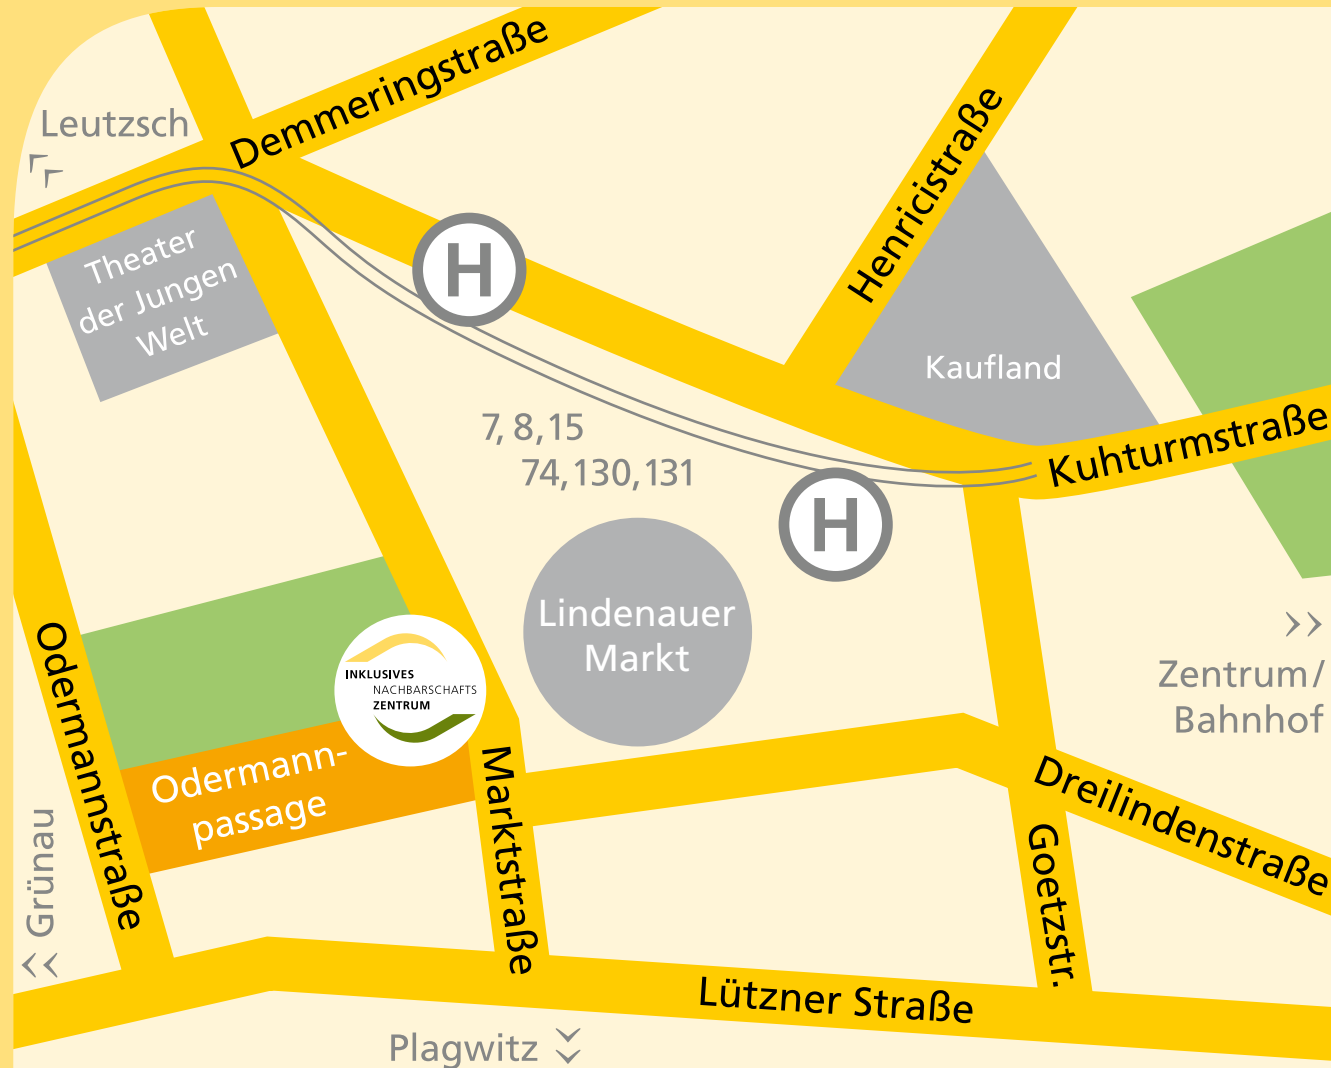 Demmeringstraße
Leutzsch
Henricistraße
Theater
der Jungen
Welt
H
Kaufland
7, 8, 15
74, 130, 131
Kuhturmstraße
H
Lindenauer
Markt
Zentrum/
Bahnhof
INKLUSIVES
NACHBARSCHAFTS
ZENTRUM
Odermannstraße
Odermann-
passage
Marktstraße
Dreilindenstraße
Goetzstr.
Grünau
Lützner Straße
Plagwitz